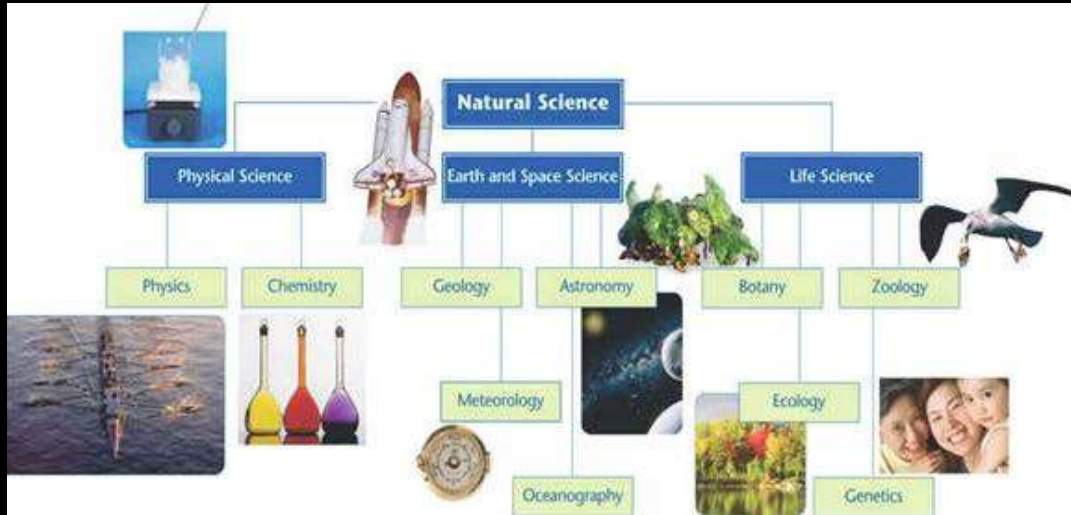 Natural Science
Physical Science
Earth and Space Science
Life Science
Physics
Chemistry
Geology
Astronomy
Botany
Zoology
Meteorology
Ecology
Oceanography
Genetics